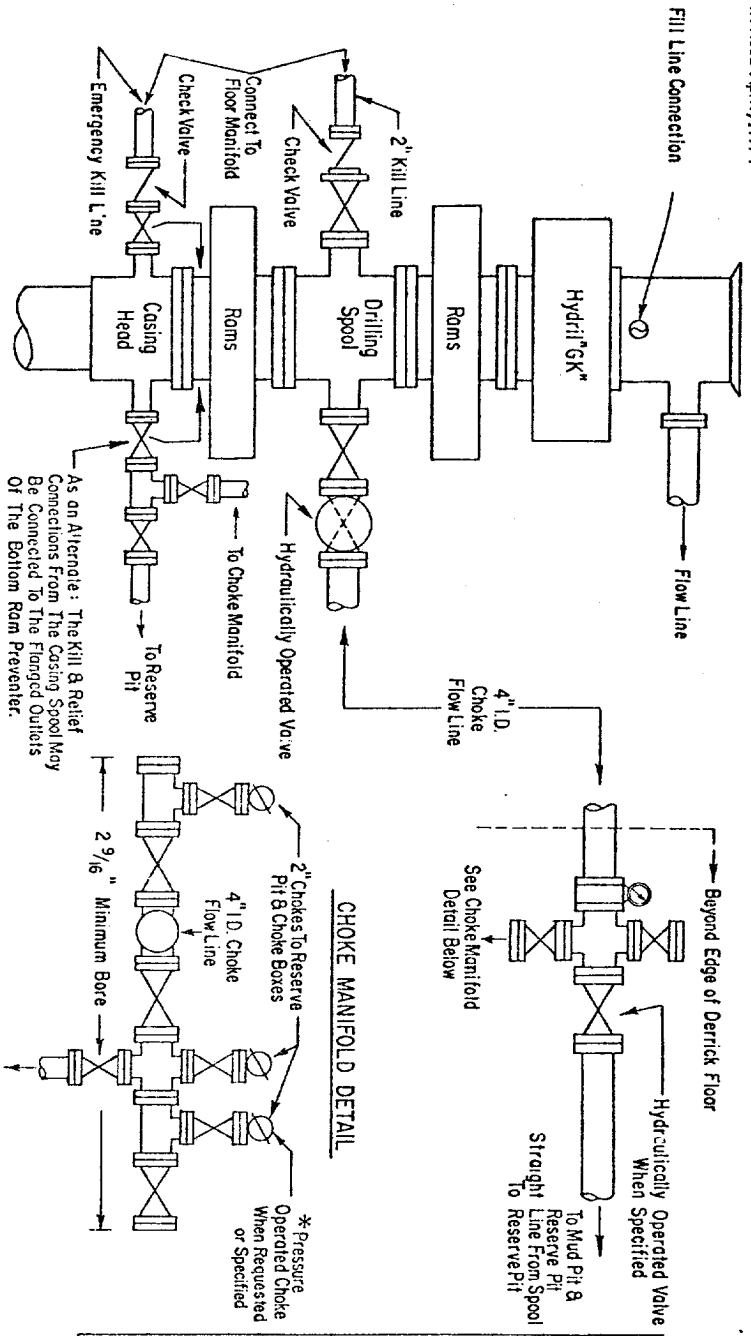 Fill Line Connection
Flow Line
Hydril "GK"
Rams
2" Kill Line
Check Valve
Drilling
Spool
Hydraulically Operated Valve
Connect To
Floor Manifold
Rams
Check Valve
Emergency Kill Line
Casing
Head
To Choke Manifold
To Reserve
Pit
As an Alternate: The Kill & Relief
Connections From The Casing Spool May
Be Connected To The Flanged Outlets
Of The Bottom Ram Preventer.
4" I.D.
Choke
Flow Line
Beyond Edge of Derrick Floor
Hydraulically Operated Valve
When Specified
To Mud Pit &
Reserve Pit
Straight Line From Spool
To Reserve Pit
See Choke Manifold
Detail Below
CHOKE MANIFOLD DETAIL
2" Chokes To Reserve
Pit & Choke Boxes
4" I.D. Choke
Flow Line
*Pressure
Operated Choke
When Requested
or Specified
2 9/16" Minimum Bore